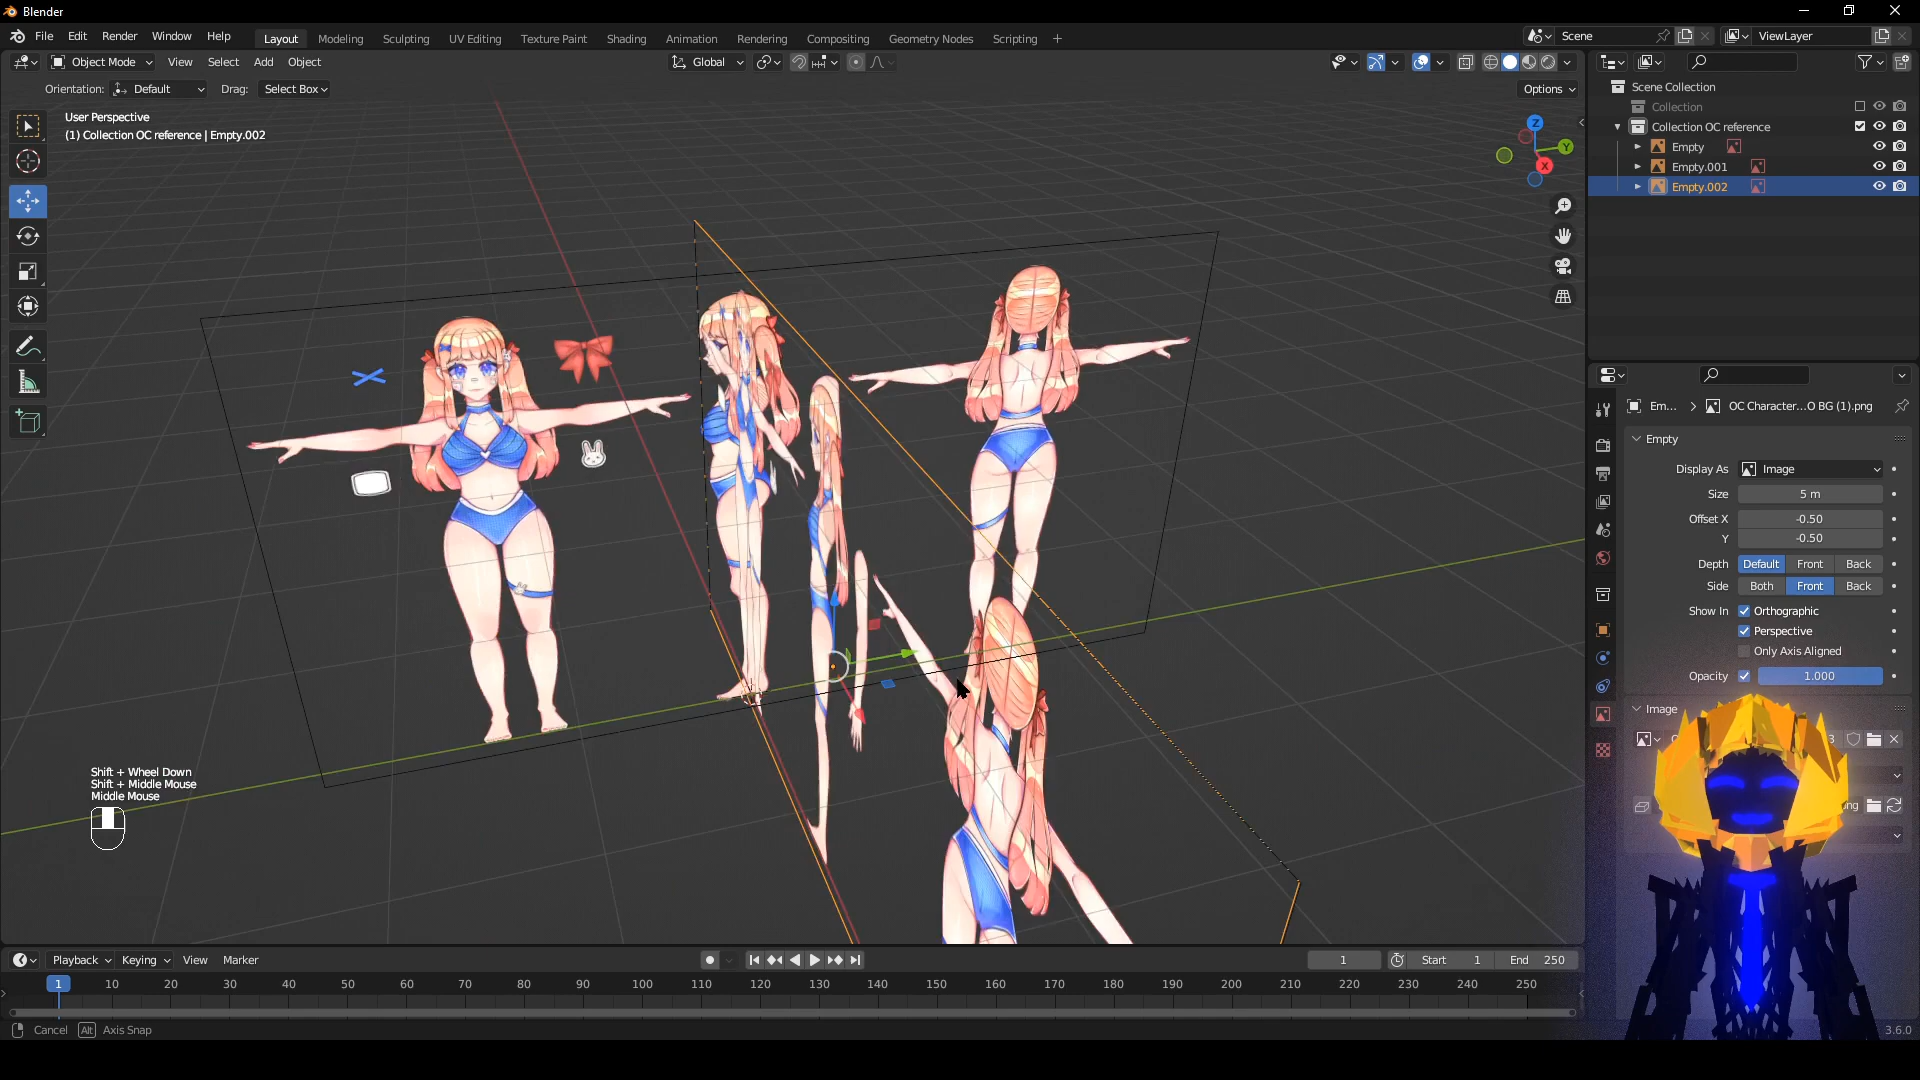 Blender
File Edit Render Window Help
Layout Modeling Sculpting UV Editing Texture Paint Shading Animation Rendering Compositing Geometry Nodes Scripting +
Scene
ViewLayer
Object Mode View Select Add Object
Global
Orientation: Default Drag: Select Box
Options
User Perspective
(1) Collection OC reference | Empty.002
Z
Y
X
Scene Collection
Collection
Collection OC reference
Empty
Empty.001
Empty.002
Em... OC Character...O BG (1).png
Empty
Display As Image
Size 5 m
Offset X -0.50
Y -0.50
Depth Default Front Back
Side Both Front Back
Show In Orthographic
Perspective
Only Axis Aligned
Opacity 1.000
Image
3
ng
Shift + Wheel Down
Shift + Middle Mouse
Middle Mouse
Playback Keying View Marker
1 Start 1 End 250
1 10 20 30 40 50 60 70 80 90 100 110 120 130 140 150 160 170 180 190 200 210 220 230 240 250
Cancel Alt Axis Snap
3.6.0